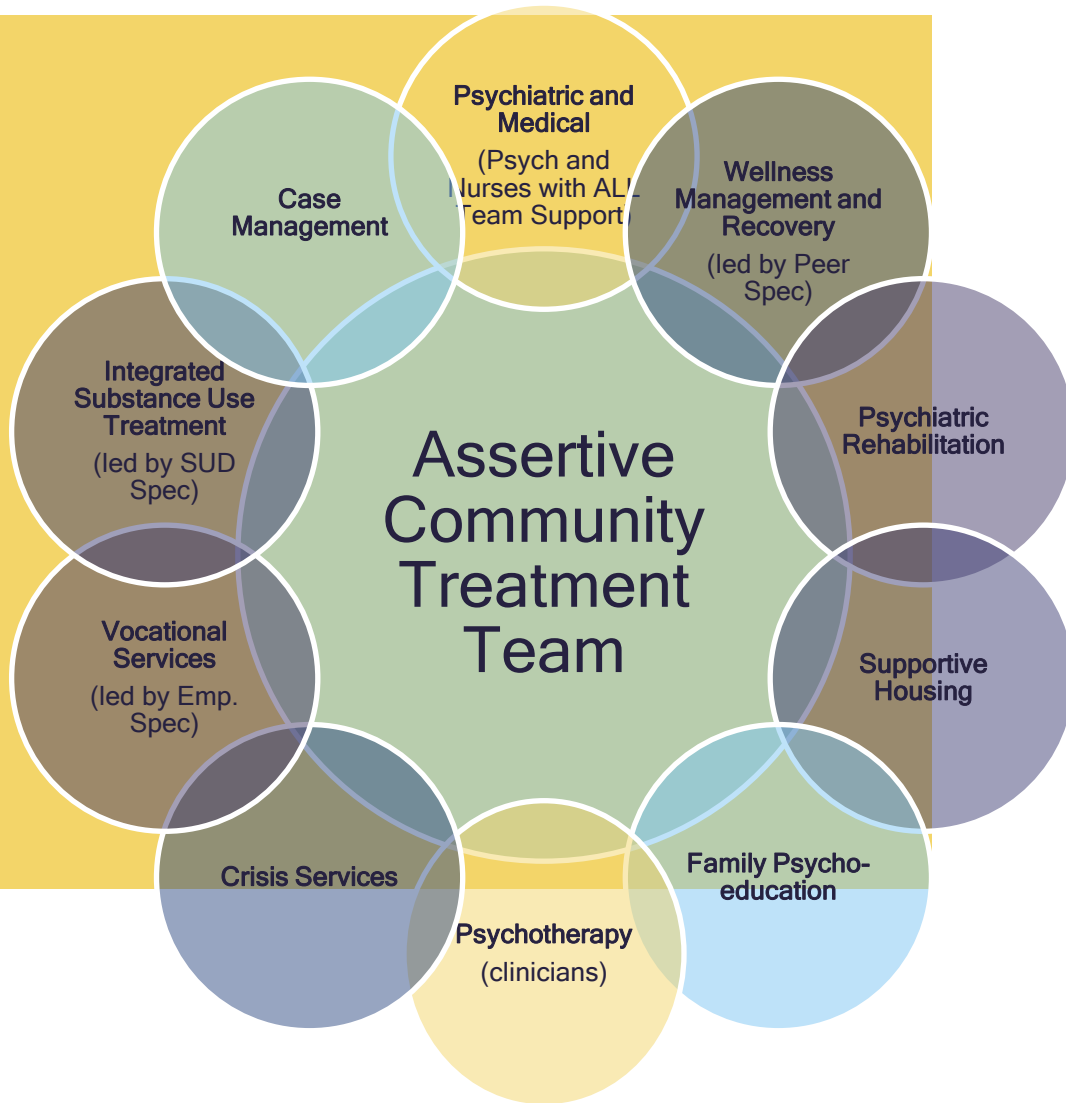 Psychiatric and
Medical
(Psych and
Nurses with ALL
Team Support)
Wellness
Management and
Recovery
(led by Peer
Spec)
Psychiatric
Rehabilitation
Supportive
Housing
Family Psycho-
education
Psychotherapy
(clinicians)
Crisis Services
Vocational
Services
(led by Emp.
Spec)
Integrated
Substance Use
Treatment
(led by SUD
Spec)
Case
Management
Assertive
Community
Treatment
Team